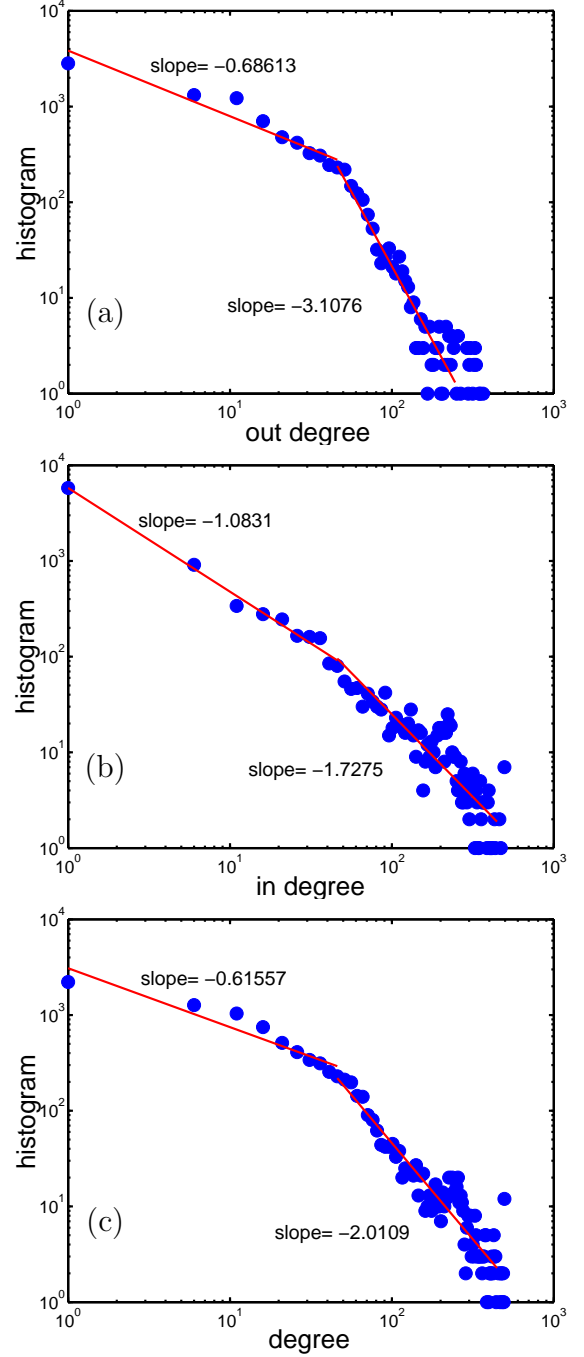 10^4
slope= −0.68613
10^3
histogram
10^2
10^1
slope= −3.1076
(a)
10^0
10^0 10^1 10^2 10^3
out degree
10^4
slope= −1.0831
10^3
histogram
10^2
10^1
(b)
slope= −1.7275
10^0
10^0 10^1 10^2 10^3
in degree
10^4
slope= −0.61557
10^3
histogram
10^2
10^1
(c)
slope= −2.0109
10^0
10^0 10^1 10^2 10^3
degree